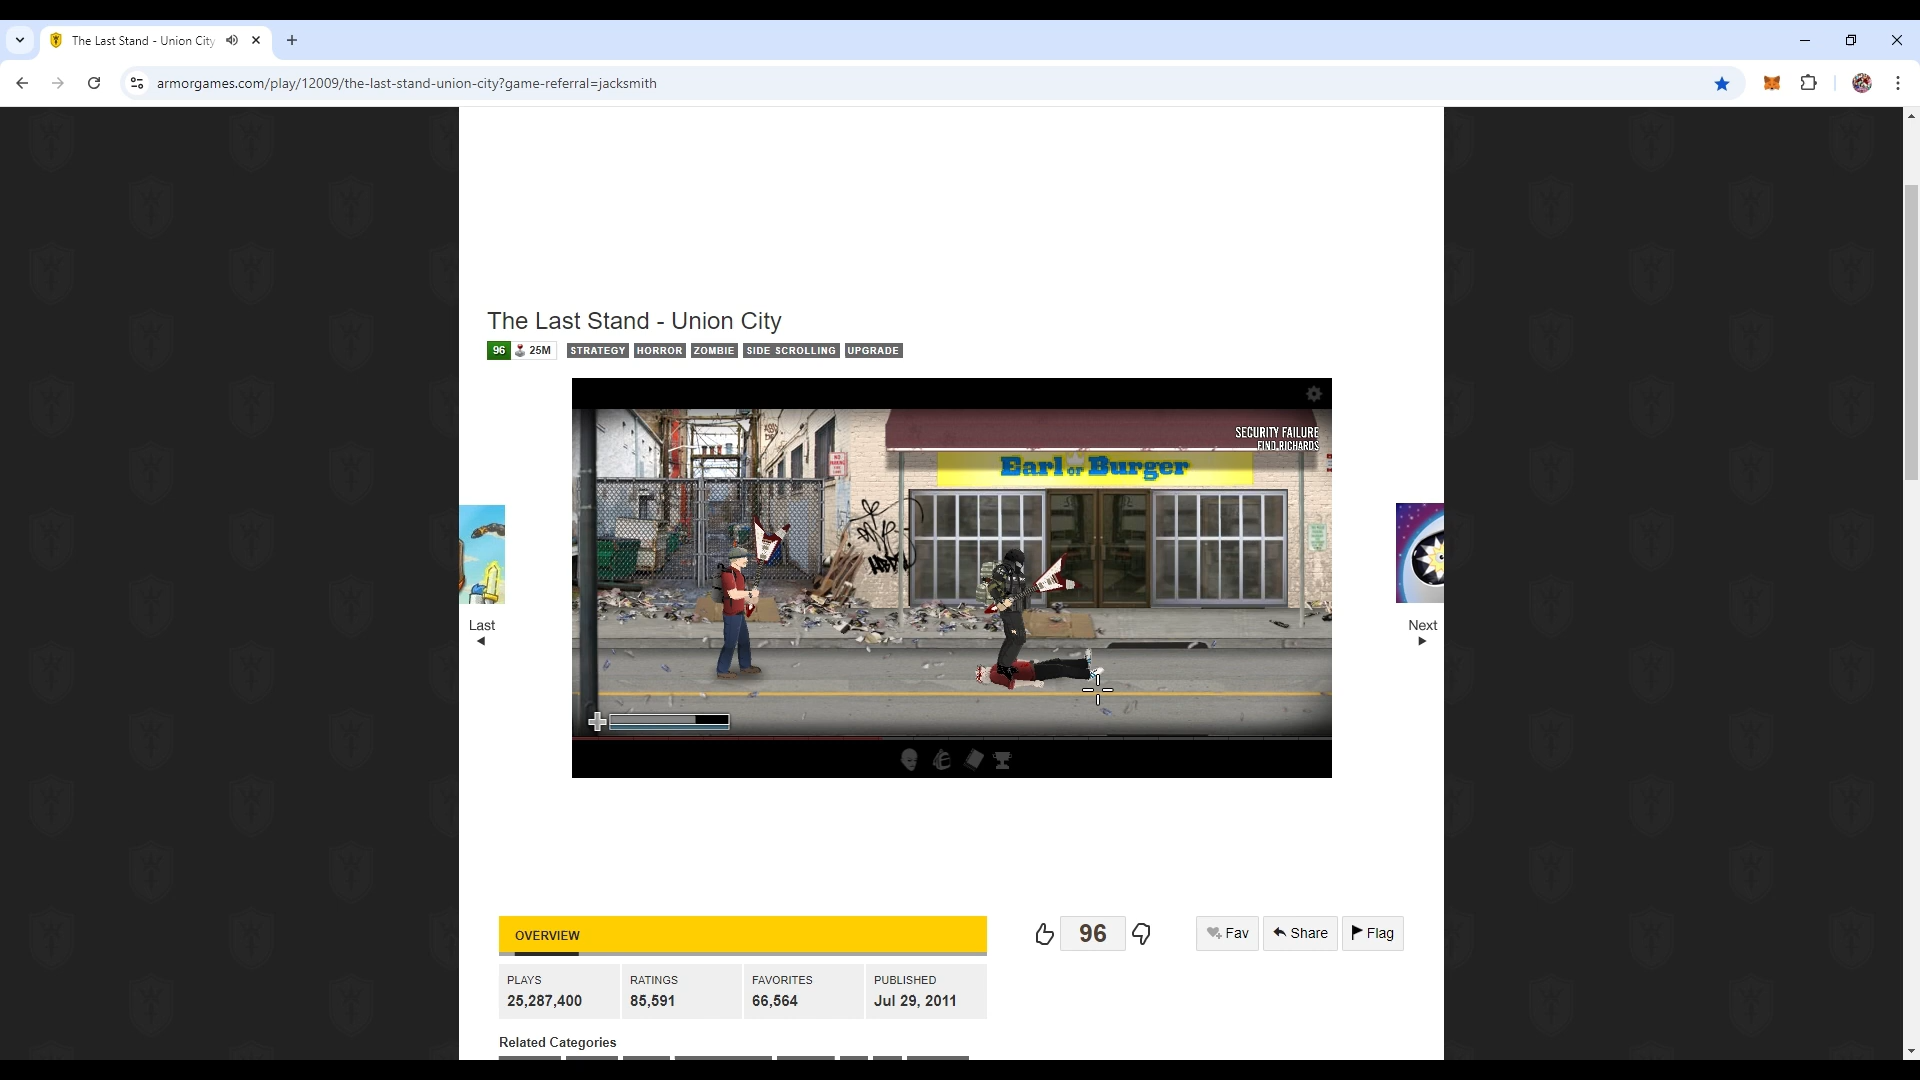 The Last Stand - Union City
armorgames.com/play/12009/the-last-stand-union-city?game-referral=jacksmith
The Last Stand - Union City
96 25M STRATEGY HORROR ZOMBIE SIDE SCROLLING UPGRADE
SECURITY FAILURE
FIND RICHARDS
Earl of Burger
Last
Next
OVERVIEW
96
Fav
Share
Flag
PLAYS
25,287,400
RATINGS
85,591
FAVORITES
66,564
PUBLISHED
Jul 29, 2011
Related Categories